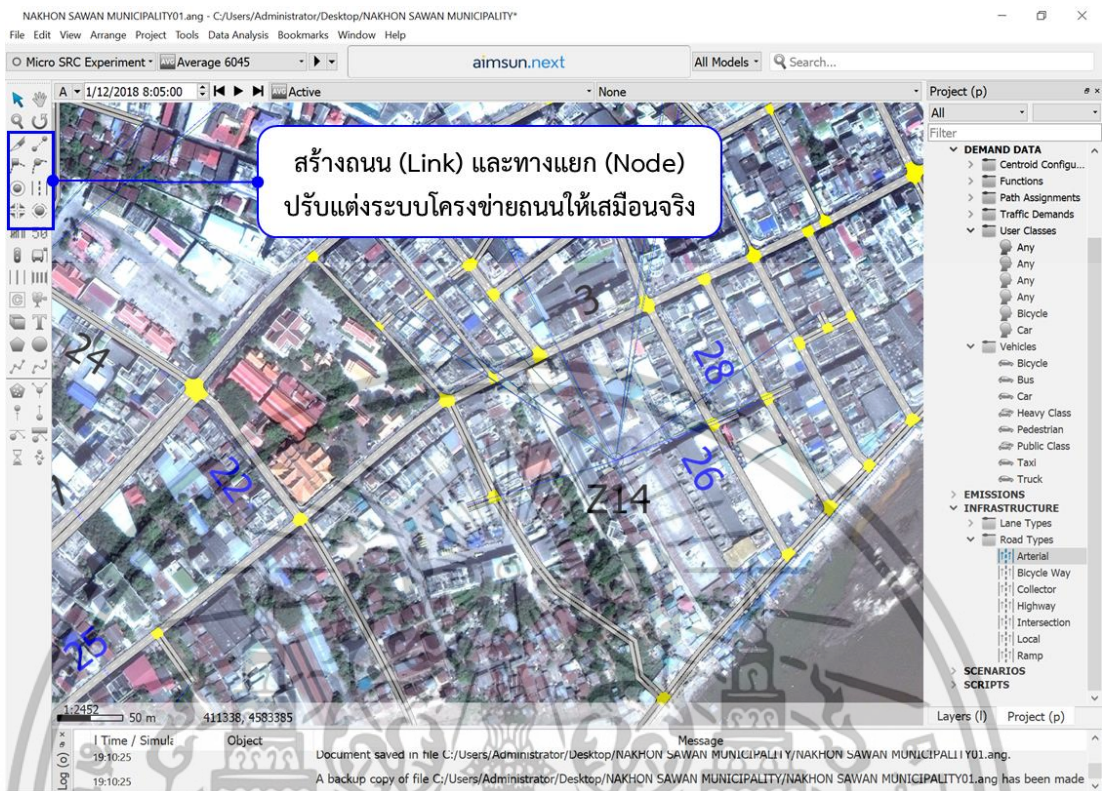 NAKHON SAWAN MUNICIPALITY01.ang - C:/Users/Administrator/Desktop/NAKHON SAWAN MUNICIPALITY*
File Edit View Arrange Project Tools Data Analysis Bookmarks Window Help
Micro SRC Experiment AVG Average 6045 aimsun.next All Models Search...
A 1/12/2018 8:05:00 AVG Active None Project (p)
All
Filter
สร้างถนน (Link) และทางแยก (Node)
ปรับแต่งระบบโครงข่ายถนนให้เสมือนจริง
DEMAND DATA
Centroid Configu...
Functions
Path Assignments
Traffic Demands
User Classes
Any
Any
Any
Any
Bicycle
Car
Vehicles
Bicycle
Bus
Car
Heavy Class
Pedestrian
Public Class
Taxi
Truck
EMISSIONS
INFRASTRUCTURE
Lane Types
Road Types
Arterial
Bicycle Way
Collector
Highway
Intersection
Local
Ramp
SCENARIOS
SCRIPTS
Layers (l) Project (p)
3
24
28
22
26
Z14
25
1:2452
50 m 411338, 4583385
Log (o) Time / Simula Object Message
19:10:25 Document saved in file C:/Users/Administrator/Desktop/NAKHON SAWAN MUNICIPALITY/NAKHON SAWAN MUNICIPALITY01.ang.
19:10:25 A backup copy of file C:/Users/Administrator/Desktop/NAKHON SAWAN MUNICIPALITY/NAKHON SAWAN MUNICIPALITY01.ang has been made